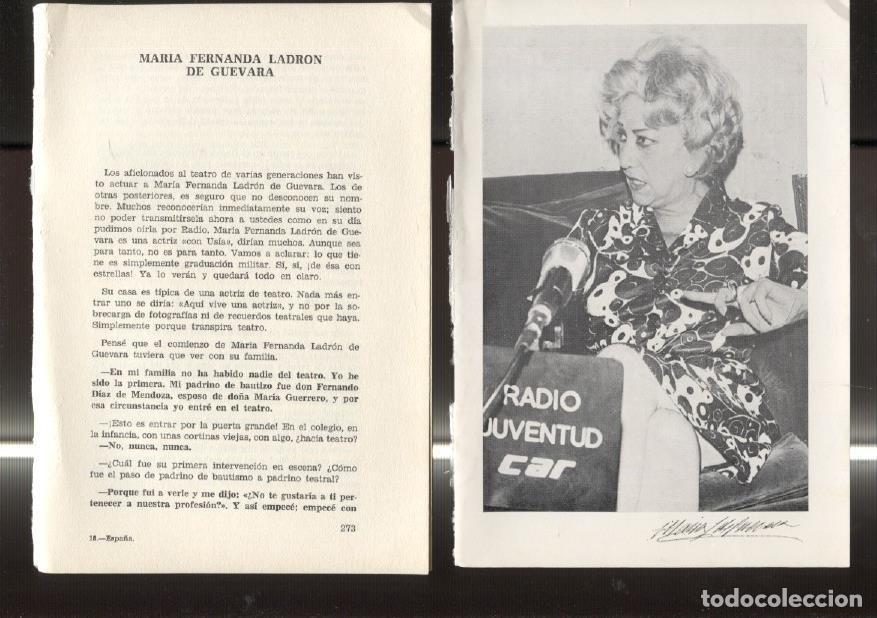 MARIA FERNANDA LADRON
DE GUEVARA
Los aficionados al teatro de varias generaciones han vis-
to actuar a María Fernanda Ladrón de Guevara. Los de
otras posteriores, es seguro que no desconocen su nom-
bre. Muchos reconocerían inmediatamente su voz; siento
no poder transmitírsela ahora a ustedes como en su día
pudimos oírla por Radio. María Fernanda Ladrón de Gue-
vara es una actriz «con Usía», dirían muchos. Aunque sea
para tanto, no es para tanto. Vamos a aclarar: lo que tie-
ne es simplemente graduación militar. Sí, sí, ¡de ésa con
estrellas! Ya lo verán y quedará todo en claro.
Su casa es típica de una actriz de teatro. Nada más en-
trar uno se diría: «Aquí vive una actriz», y no por la so-
brecarga de fotografías ni de recuerdos teatrales que haya.
Simplemente porque transpira teatro.
Pensé que el comienzo de María Fernanda Ladrón de
Guevara tuviera que ver con su familia.
—En mi familia no ha habido nadie del teatro. Yo he
sido la primera. Mi padrino de bautizo fue don Fernando
Díaz de Mendoza, esposo de doña María Guerrero, y por
esa circunstancia yo entré en el teatro.
—¡Esto es entrar por la puerta grande! En el colegio, en
la infancia, con unas cortinas viejas, con algo, ¿hacía teatro?
—No, nunca, nunca.
—¿Cuál fue su primera intervención en escena? ¿Cómo
fue el paso de padrino de bautismo a padrino teatral?
—Porque fui a verle y me dijo: «¿No te gustaría a ti per-
tenecer a nuestra profesión?». Y así empecé; empecé con
273
18.—España.
RADIO
JUVENTUD
car
todocoleccion